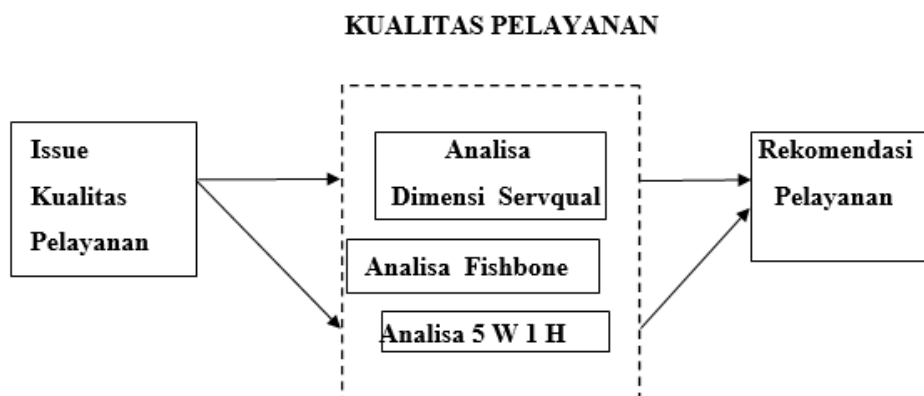 KUALITAS PELAYANAN
Issue
Kualitas
Pelayanan
Analisa
Dimensi Servqual
Analisa Fishbone
Analisa 5 W 1 H
Rekomendasi
Pelayanan